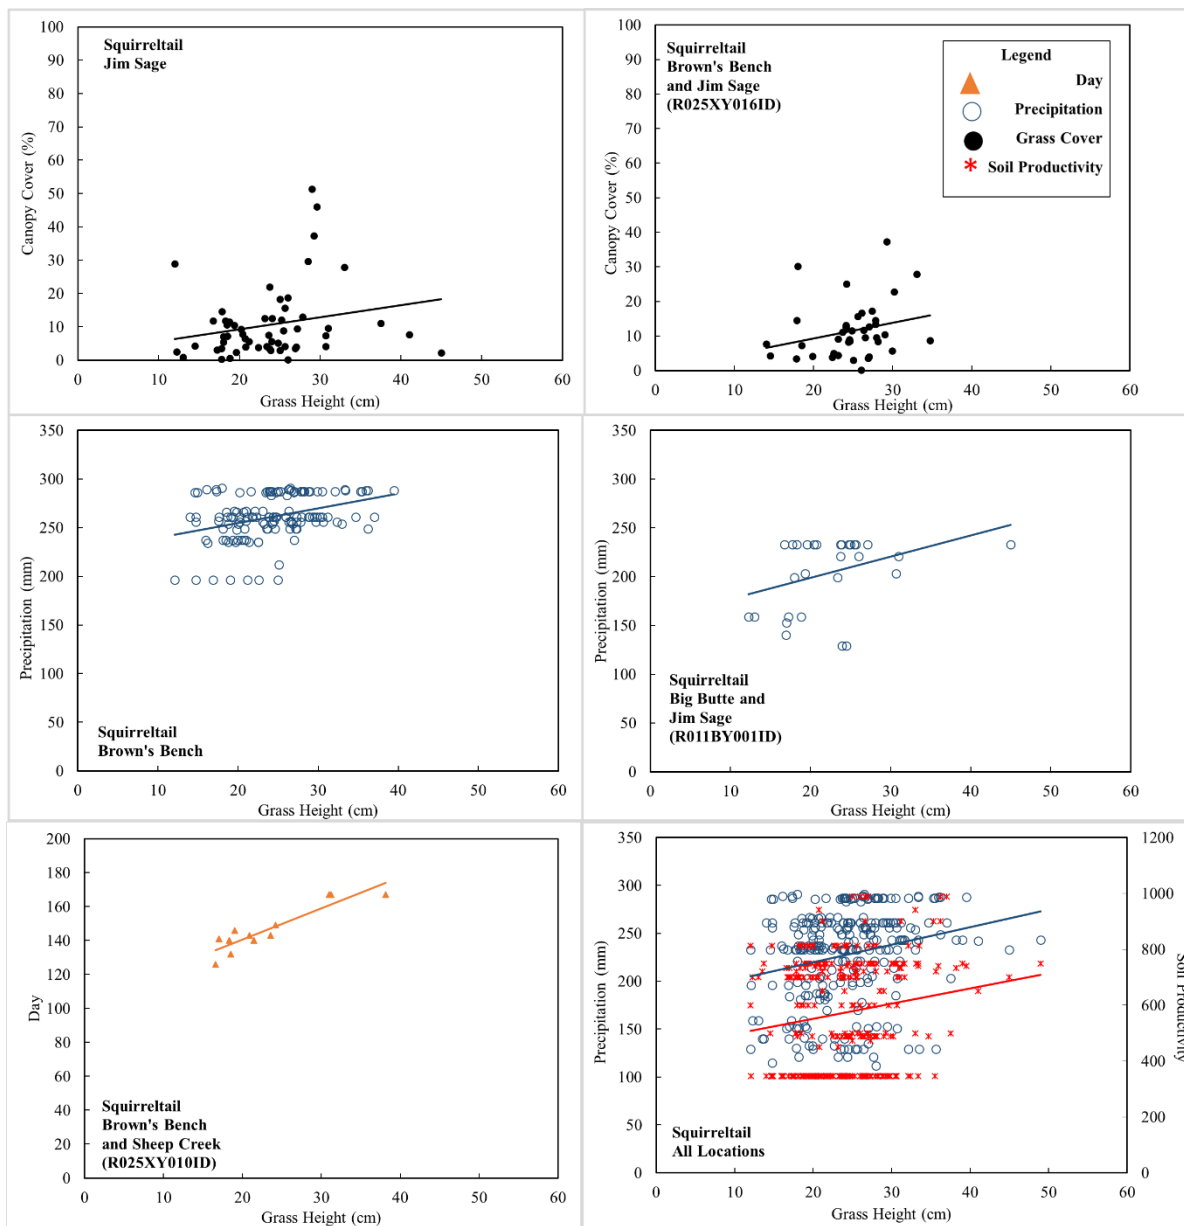 Squirreltail
Jim Sage
100
90
80
70
60
50
40
30
20
10
0
Canopy Cover (%)
0 10 20 30 40 50 60
Grass Height (cm)
Squirreltail
Brown's Bench
and Jim Sage
(R025XY016ID)
Legend
Day
Precipitation
Grass Cover
Soil Productivity
100
90
80
70
60
50
40
30
20
10
0
Canopy Cover (%)
0 10 20 30 40 50 60
Grass Height (cm)
350
300
250
200
150
100
50
0
Precipitation (mm)
Squirreltail
Brown's Bench
0 10 20 30 40 50 60
Grass Height (cm)
350
300
250
200
150
100
50
0
Precipitation (mm)
Squirreltail
Big Butte and
Jim Sage
(R011BY001ID)
0 10 20 30 40 50 60
Grass Height (cm)
200
180
160
140
120
100
80
60
40
20
0
Day
Squirreltail
Brown's Bench
and Sheep Creek
(R025XY010ID)
0 10 20 30 40 50 60
Grass Height (cm)
350
300
250
200
150
100
50
0
Precipitation (mm)
Squirreltail
All Locations
1200
1000
800
600
400
200
0
Soil Productivity
0 10 20 30 40 50 60
Grass Height (cm)